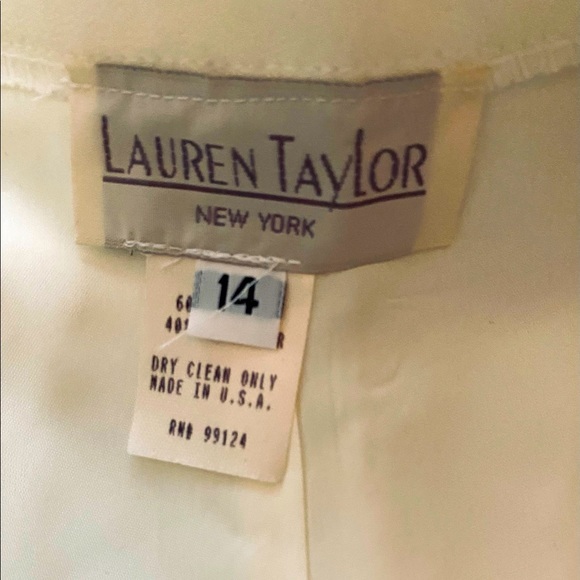 LAUREN TAYLOR
NEW YORK
14
DRY CLEAN ONLY
MADE IN U.S.A.
RN# 99124